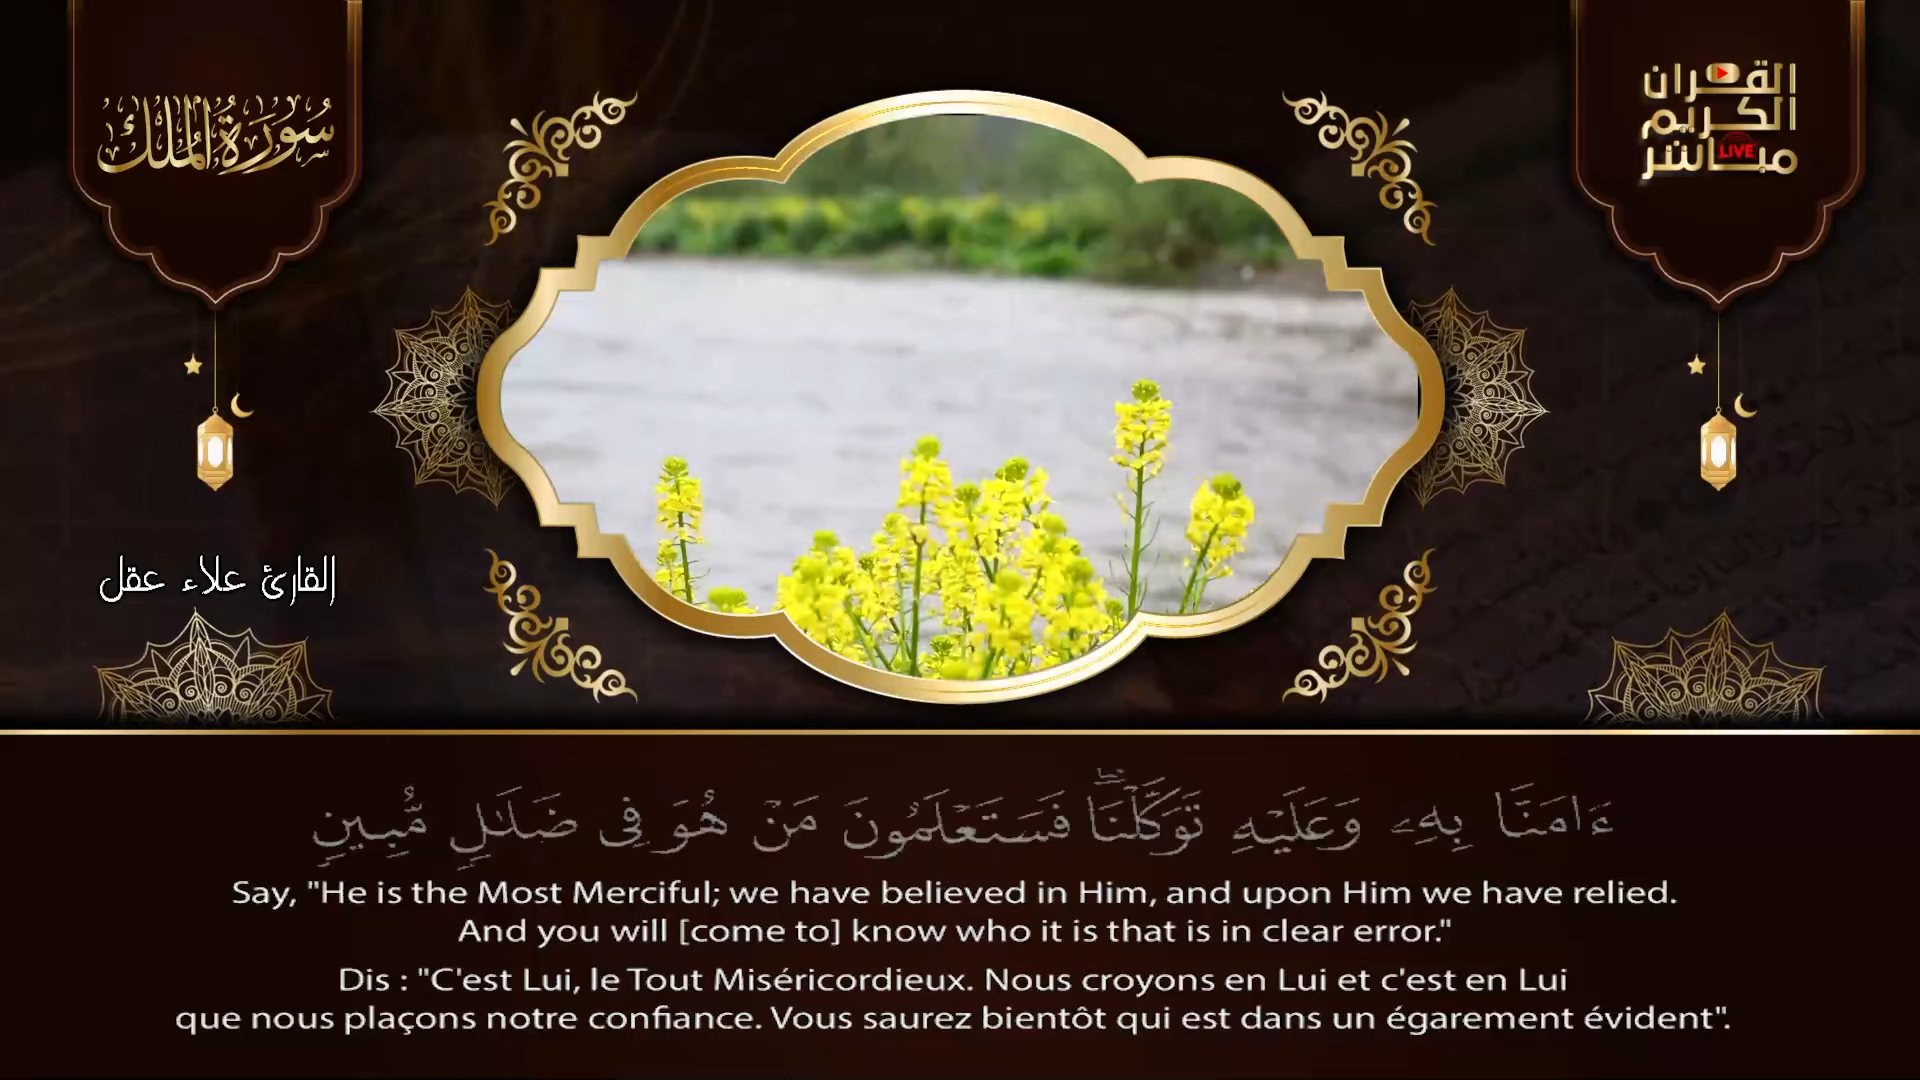 سُورَةُ المُلك
القرآن
الكريم
مباشر
LIVE
القارئ علاء عقل
ءَامَنَّا بِهِۦ وَعَلَيْهِ تَوَكَّلْنَا ۖ فَسَتَعْلَمُونَ مَنْ هُوَ فِى ضَلَـٰلٍ مُّبِينٍ
Say, "He is the Most Merciful; we have believed in Him, and upon Him we have relied.
And you will [come to] know who it is that is in clear error."
Dis : "C'est Lui, le Tout Miséricordieux. Nous croyons en Lui et c'est en Lui
que nous plaçons notre confiance. Vous saurez bientôt qui est dans un égarement évident".